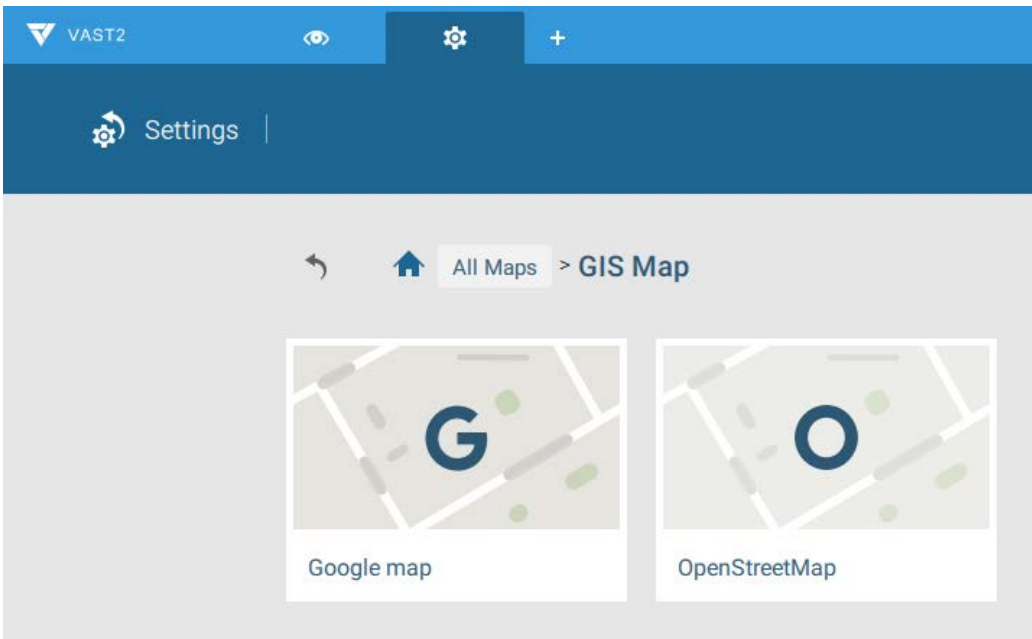 VAST2
+
Settings
All Maps > GIS Map
G
O
Google map
OpenStreetMap